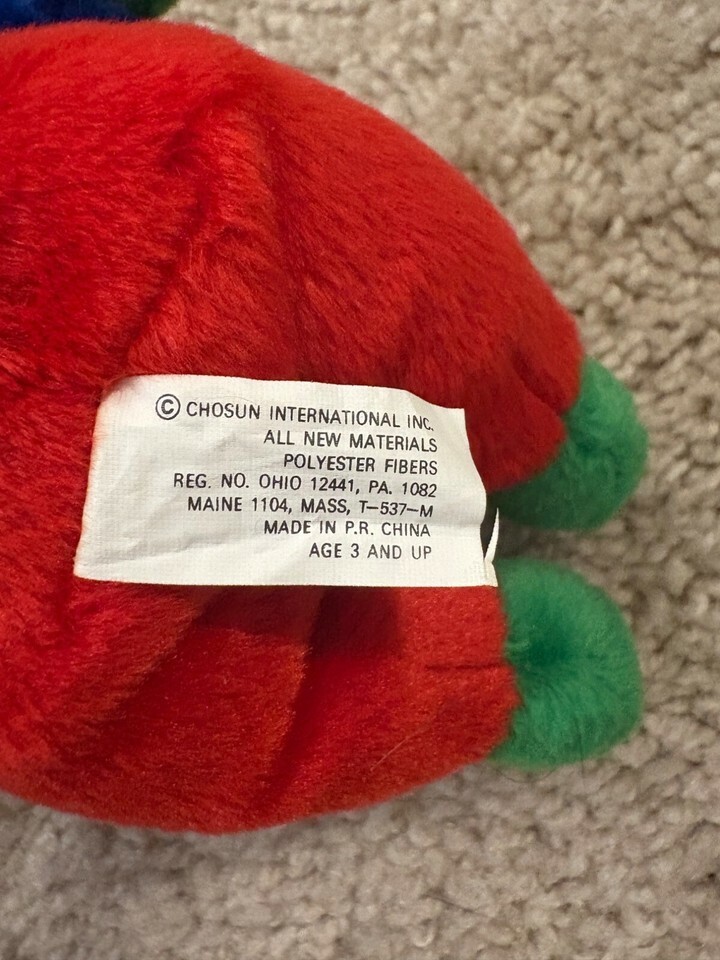 © CHOSUN INTERNATIONAL INC.
ALL NEW MATERIALS
POLYESTER FIBERS
REG. NO. OHIO 12441, PA. 1082
MAINE 1104, MASS, T-537-M
MADE IN P.R. CHINA
AGE 3 AND UP